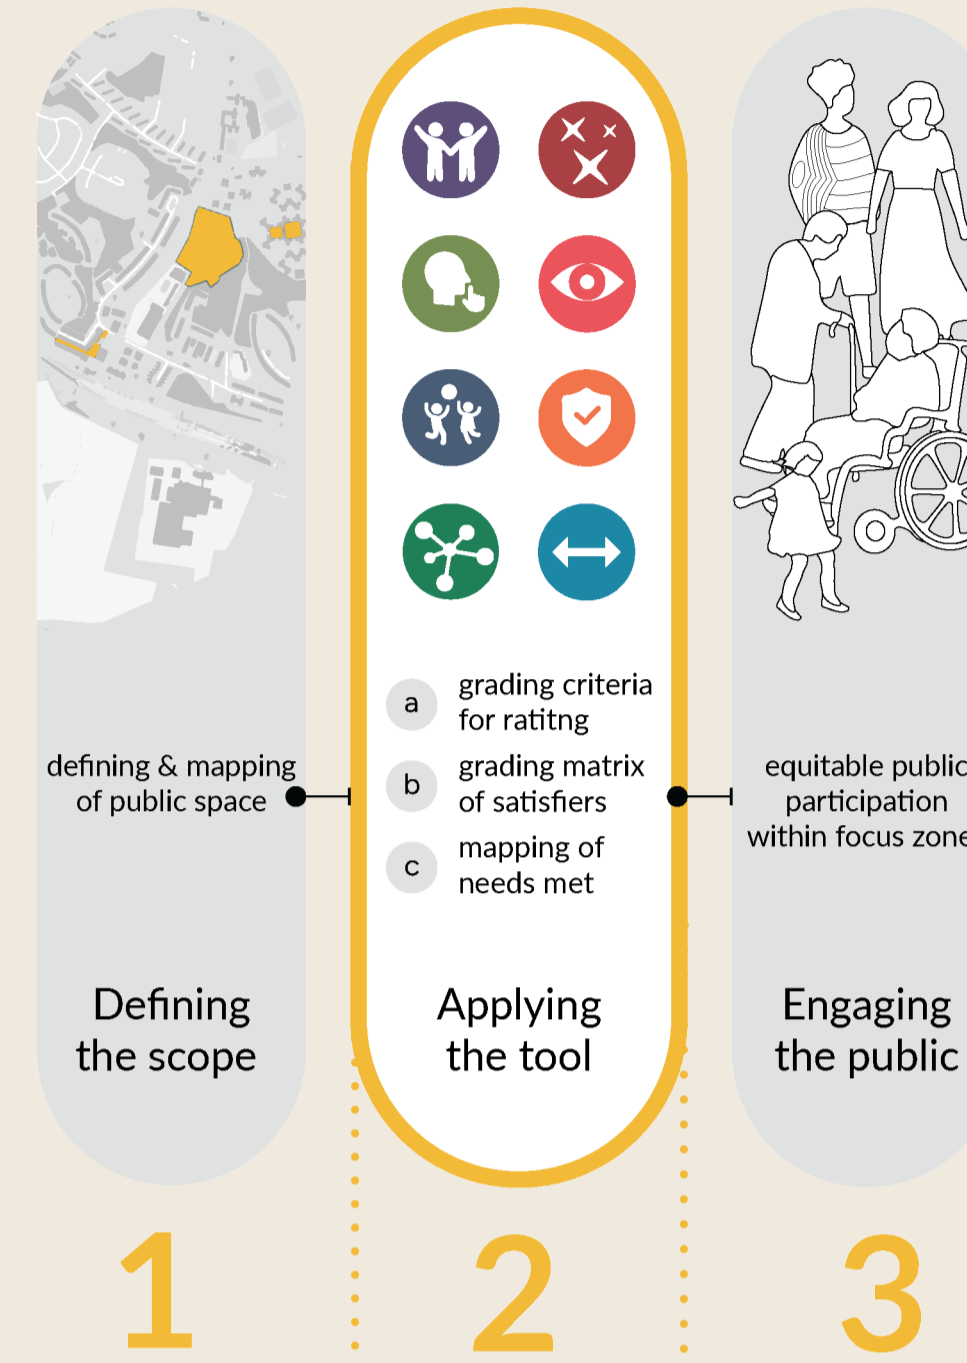 defining & mapping
of public space
Defining
the scope
1
a
grading criteria
for ratitng
b
grading matrix
of satisfiers
c
mapping of
needs met
Applying
the tool
2
equitable public
participation
within focus zone
Engaging
the public
3